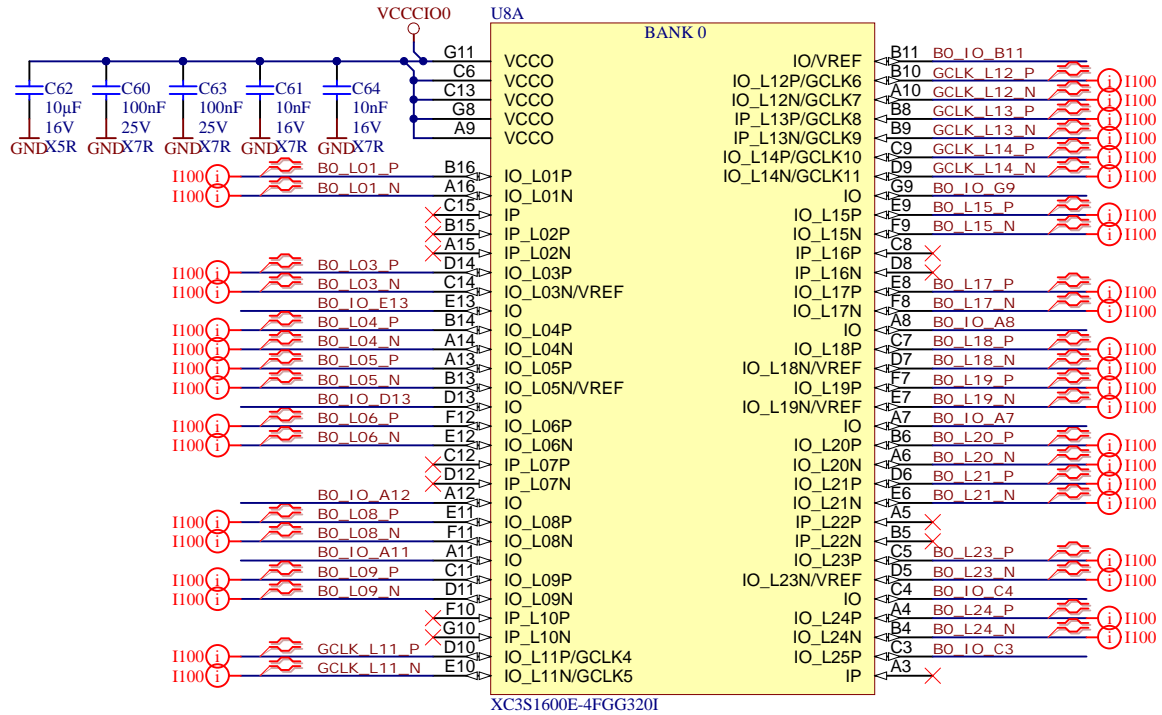 VCCCIO0
U8A
BANK 0
G11 VCCO
C6 VCCO
C13 VCCO
G8 VCCO
A9 VCCO
C62 10µF 16V X5R GND
C60 100nF 25V X7R GND
C63 100nF 25V X7R GND
C61 10nF 16V X7R GND
C64 10nF 16V X7R GND
I100 i B0_L01_P B16 IO_L01P
I100 i B0_L01_N A16 IO_L01N
C15 IP
B15 IP_L02P
A15 IP_L02N
I100 i B0_L03_P D14 IO_L03P
I100 i B0_L03_N C14 IO_L03N/VREF
B0_IO_E13 E13 IO
I100 i B0_L04_P B14 IO_L04P
I100 i B0_L04_N A14 IO_L04N
I100 i B0_L05_P A13 IO_L05P
I100 i B0_L05_N B13 IO_L05N/VREF
B0_IO_D13 D13 IO
I100 i B0_L06_P F12 IO_L06P
I100 i B0_L06_N E12 IO_L06N
C12 IP_L07P
D12 IP_L07N
B0_IO_A12 A12 IO
I100 i B0_L08_P E11 IO_L08P
I100 i B0_L08_N F11 IO_L08N
B0_IO_A11 A11 IO
I100 i B0_L09_P C11 IO_L09P
I100 i B0_L09_N D11 IO_L09N
F10 IP_L10P
G10 IP_L10N
I100 i GCLK_L11_P D10 IO_L11P/GCLK4
I100 i GCLK_L11_N E10 IO_L11N/GCLK5
IO/VREF B11 B0_IO_B11
IO_L12P/GCLK6 B10 GCLK_L12_P i I100
IO_L12N/GCLK7 A10 GCLK_L12_N i I100
IP_L13P/GCLK8 B8 GCLK_L13_P i I100
IP_L13N/GCLK9 B9 GCLK_L13_N i I100
IO_L14P/GCLK10 C9 GCLK_L14_P i I100
IO_L14N/GCLK11 D9 GCLK_L14_N i I100
IO G9 B0_IO_G9
IO_L15P E9 B0_L15_P i I100
IO_L15N F9 B0_L15_N i I100
IP_L16P C8
IP_L16N D8
IO_L17P E8 B0_L17_P i I100
IO_L17N F8 B0_L17_N i I100
IO A8 B0_IO_A8
IO_L18P C7 B0_L18_P i I100
IO_L18N/VREF D7 B0_L18_N i I100
IO_L19P F7 B0_L19_P i I100
IO_L19N/VREF E7 B0_L19_N i I100
IO A7 B0_IO_A7
IO_L20P B6 B0_L20_P i I100
IO_L20N A6 B0_L20_N i I100
IO_L21P D6 B0_L21_P i I100
IO_L21N E6 B0_L21_N i I100
IP_L22P A5
IP_L22N B5
IO_L23P C5 B0_L23_P i I100
IO_L23N/VREF D5 B0_L23_N i I100
IO C4 B0_IO_C4
IO_L24P A4 B0_L24_P i I100
IO_L24N B4 B0_L24_N i I100
IO_L25P C3 B0_IO_C3
IP A3
XC3S1600E-4FGG320I